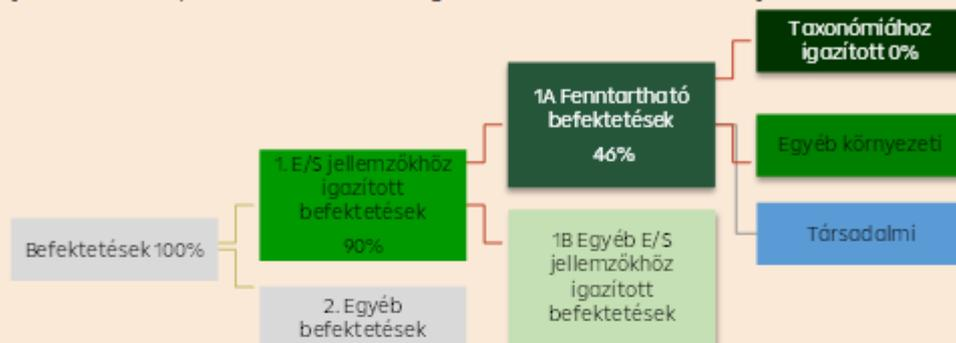 Befektetések 100%
1. E/S jellemzőkhöz
igazított
befektetések
90%
2. Egyéb
befektetések
1A Fenntartható
befektetések
46%
1B Egyéb E/S
jellemzőkhöz
igazított
befektetések
Taxonómiához
igazított 0%
Egyéb környezeti
Társadalmi